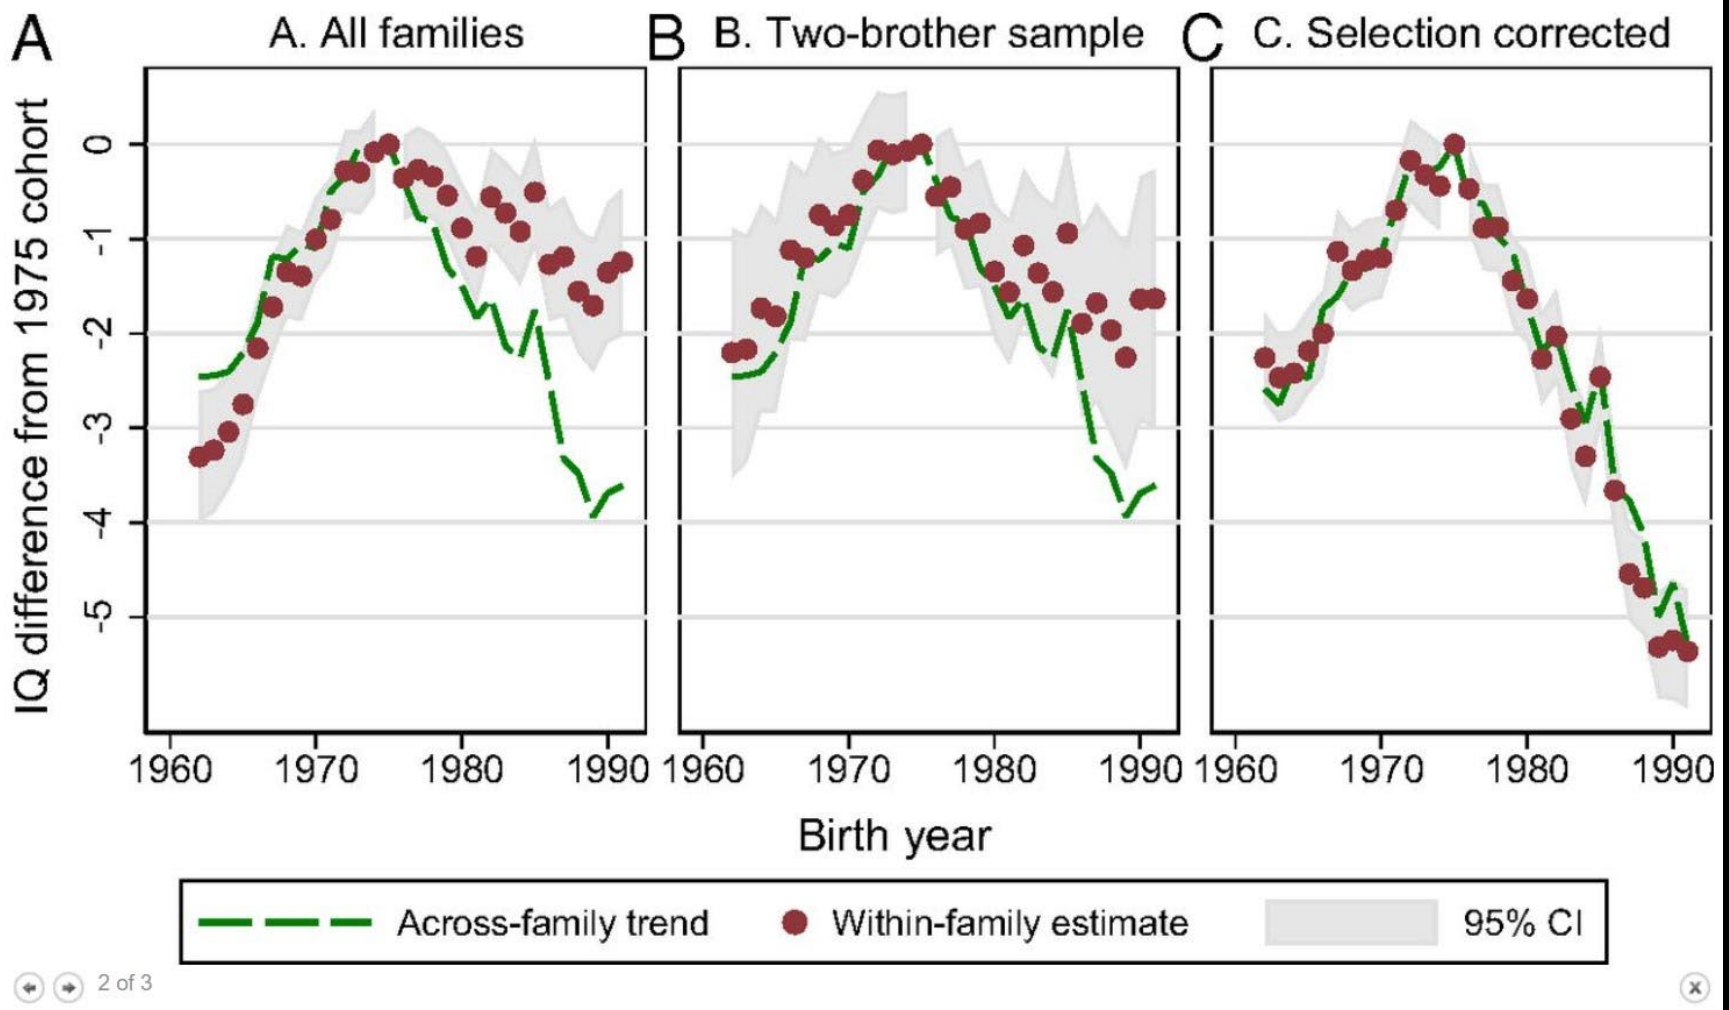 A
A. All families
B
B. Two-brother sample
C
C. Selection corrected
IQ difference from 1975 cohort
0
-1
-2
-3
-4
-5
1960 1970 1980 1990
1960 1970 1980 1990
1960 1970 1980 1990
Birth year
Across-family trend
Within-family estimate
95% CI
2 of 3
x